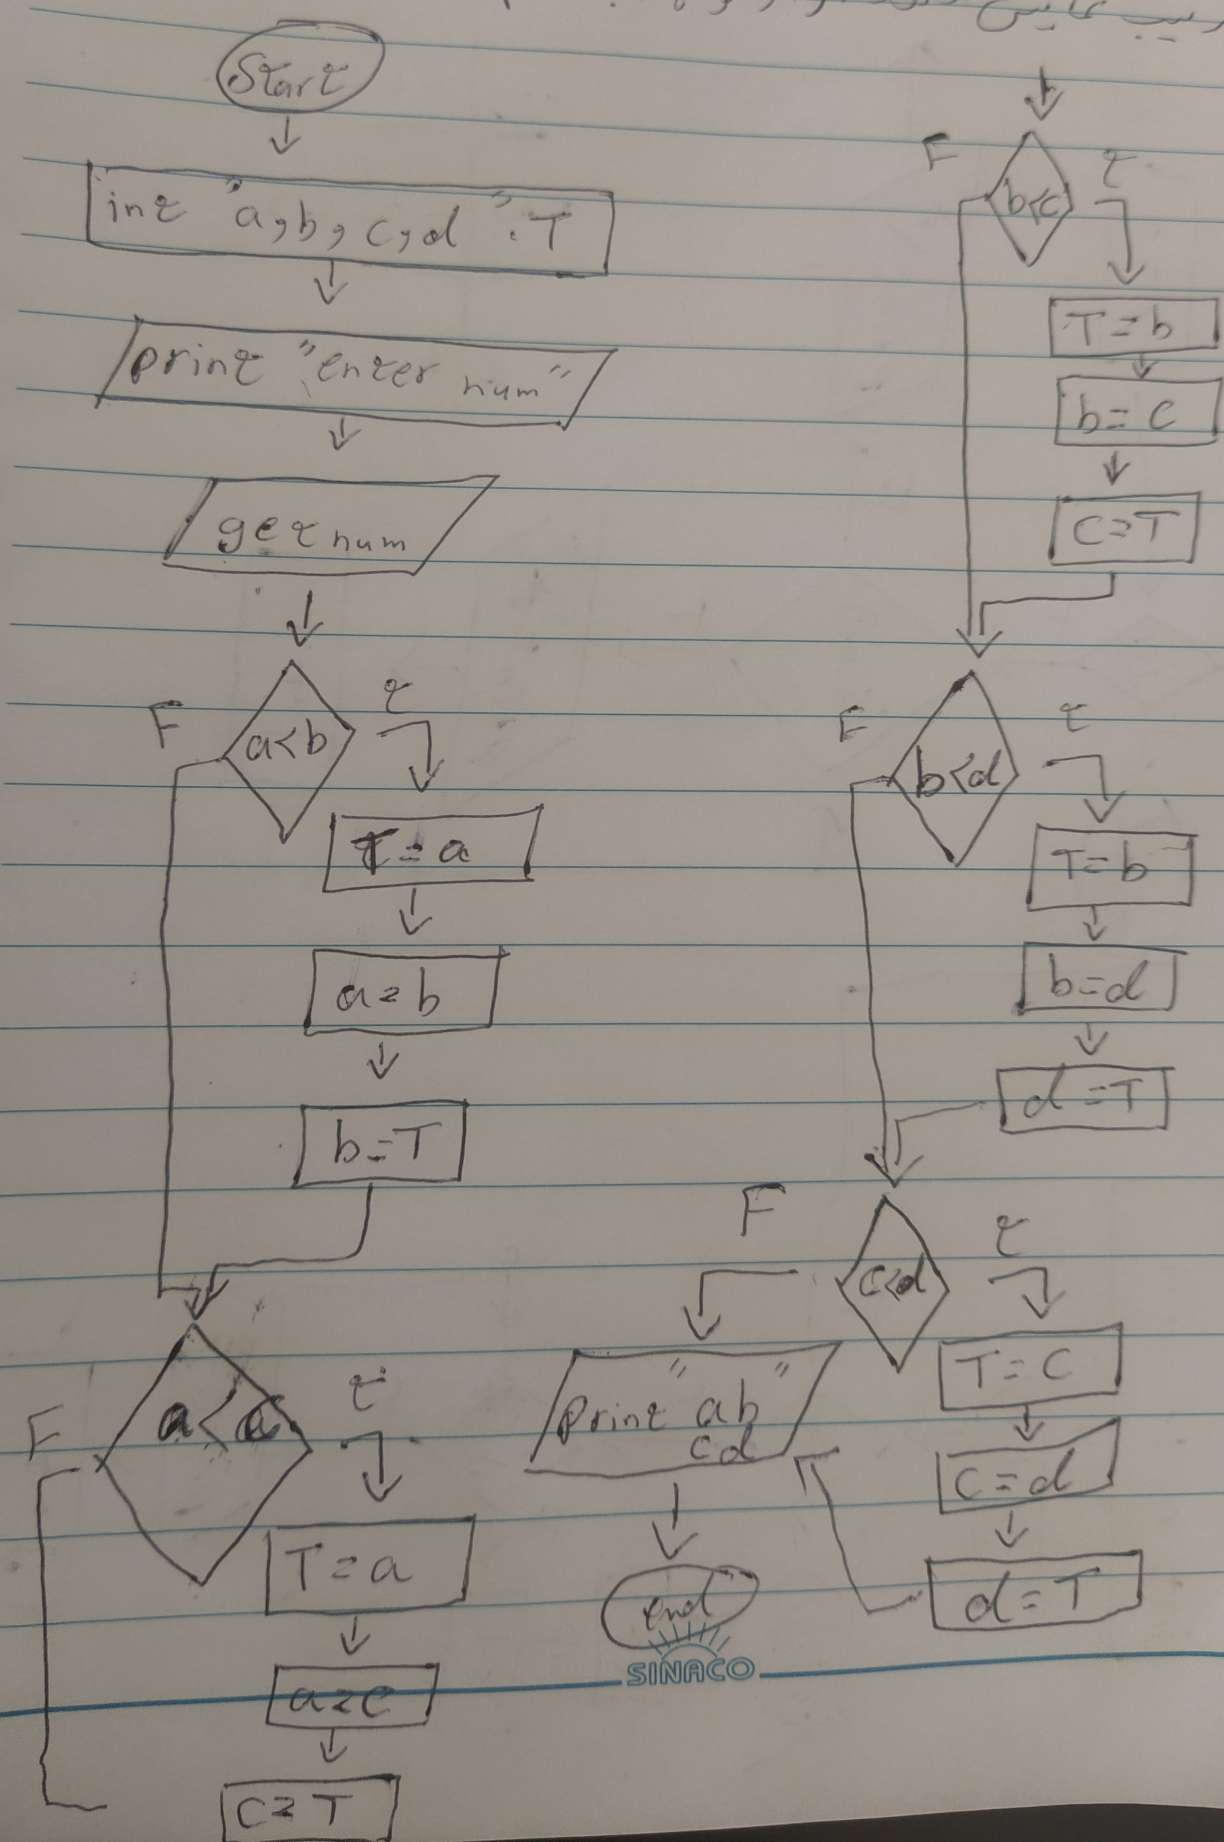 Start
int "a,b,c,d". T
print "enter num"
get num
a<b
F
t
T=a
a=b
b=T
a<c
F
t
T=a
a=c
c=T
b<c
F
t
T=b
b=c
c=T
b<d
F
t
T=b
b=d
d=T
c<d
F
t
T=c
c=d
d=T
print "ab"
cd
end
SINACO